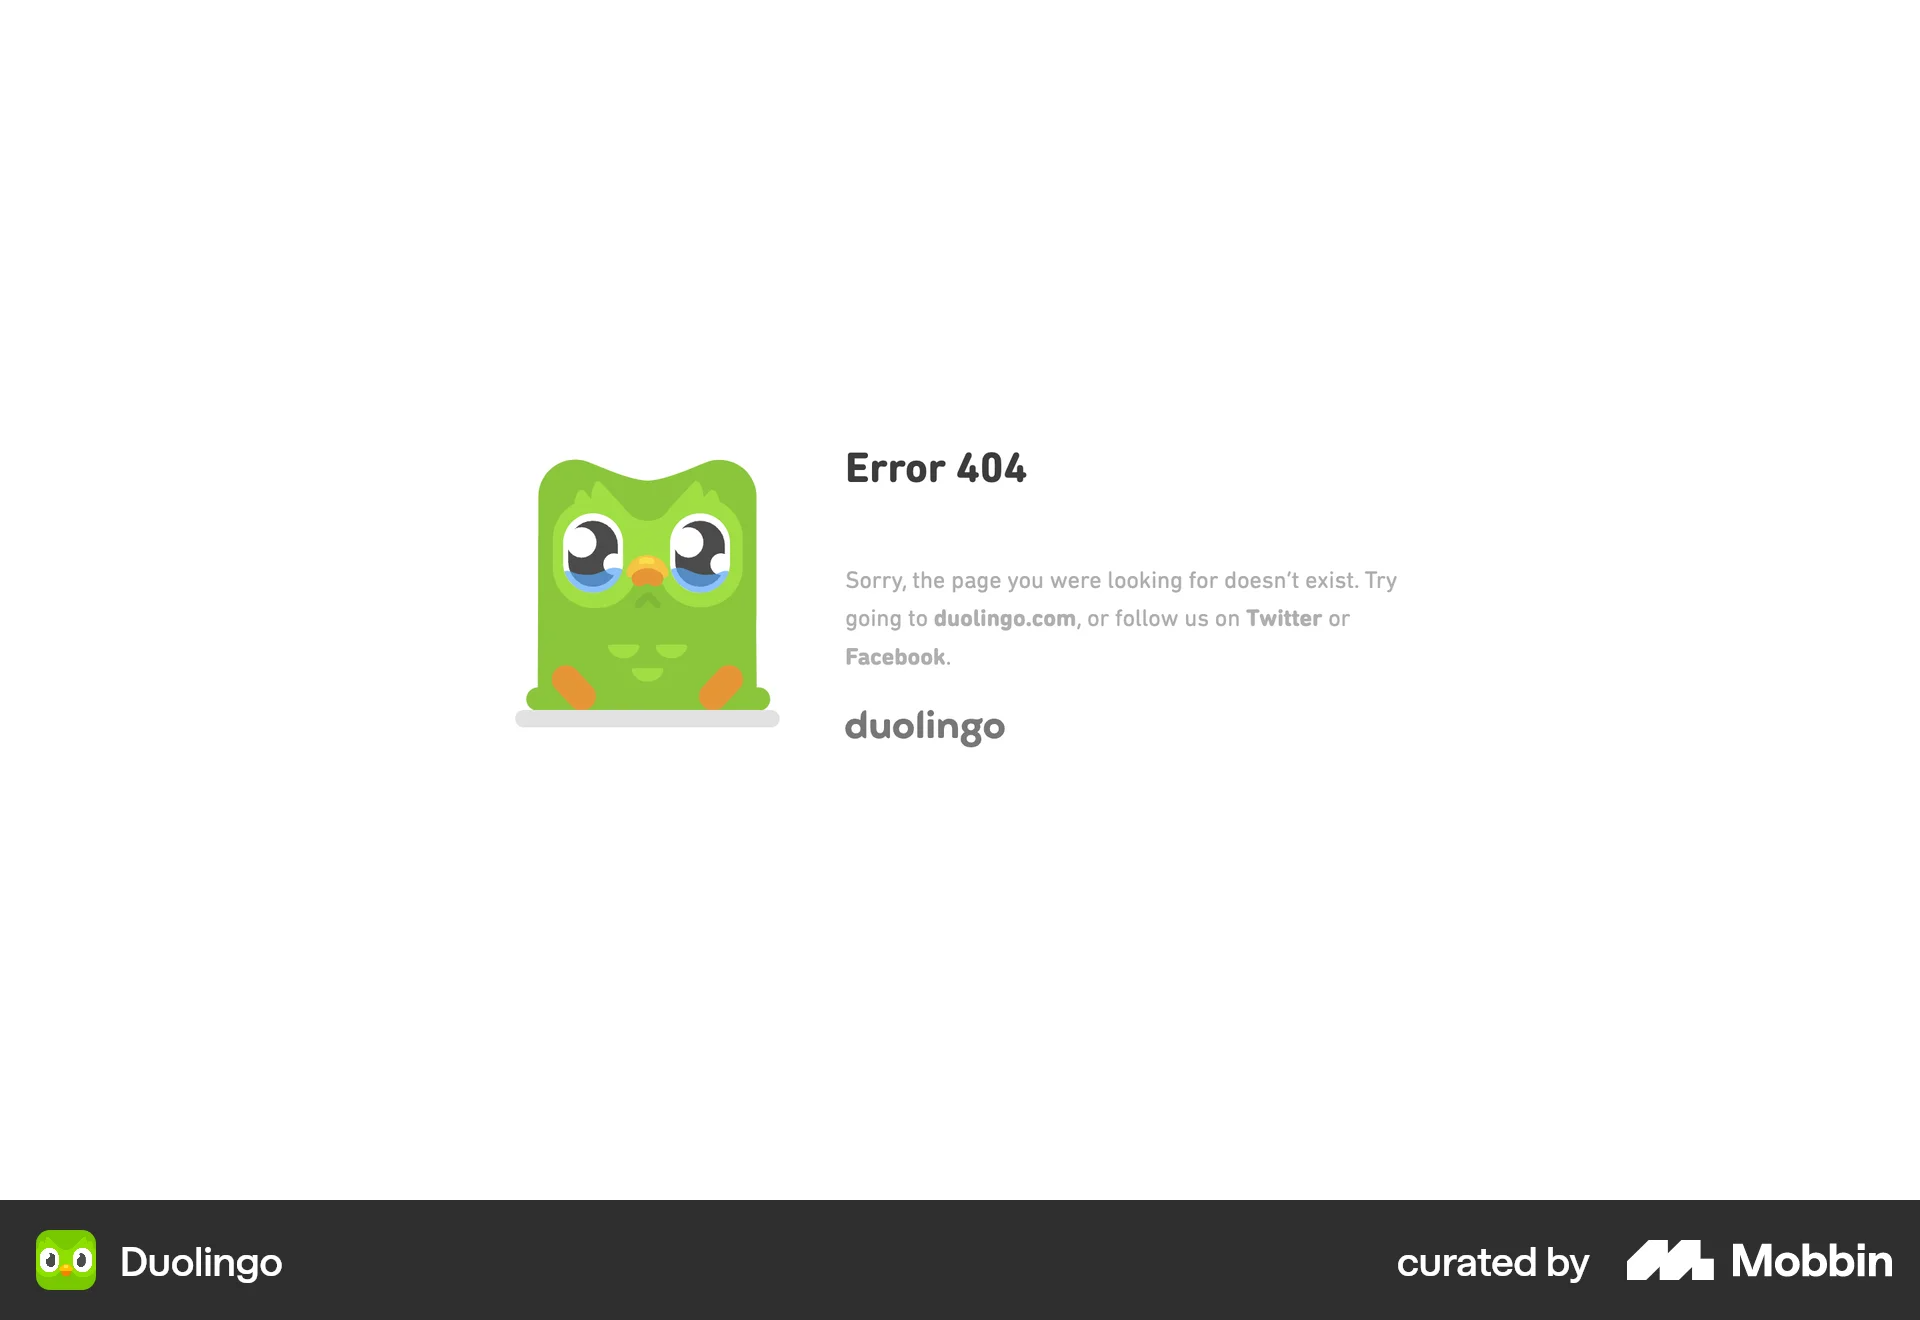 Error 404
Sorry, the page you were looking for doesn’t exist. Try
going to duolingo.com, or follow us on Twitter or
Facebook.
duolingo
Duolingo
curated by Mobbin